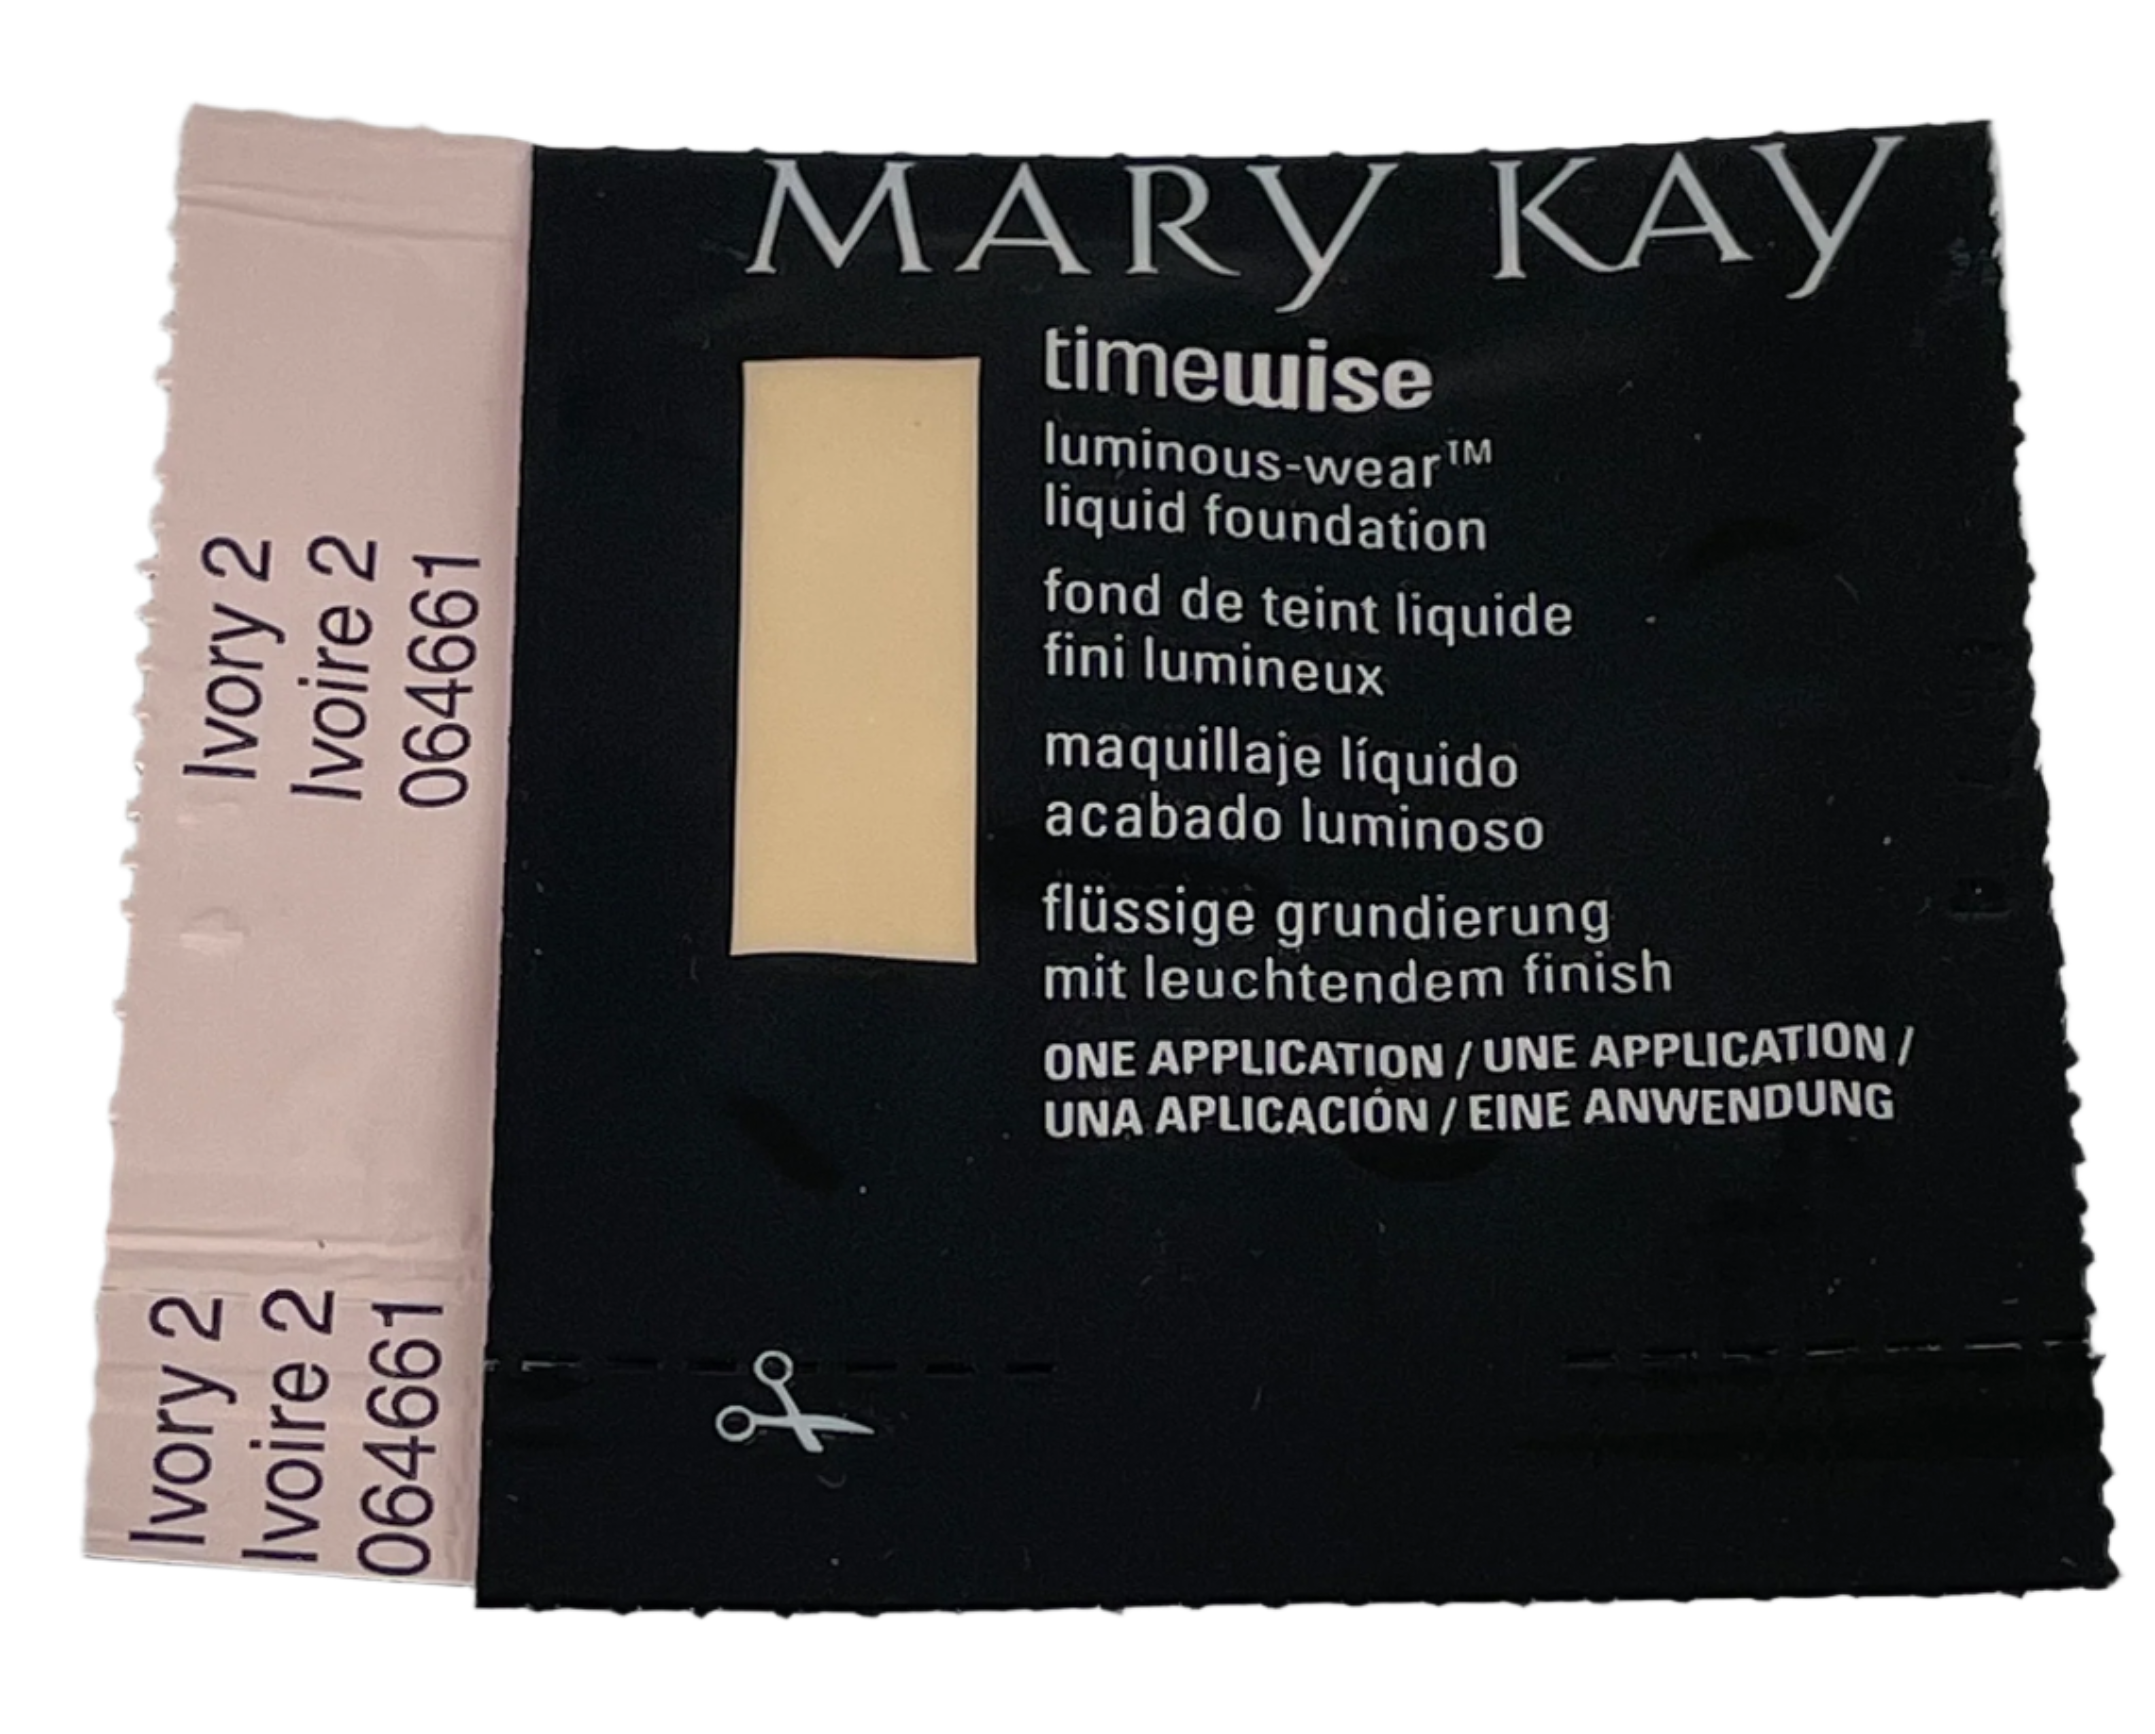 MARY KAY
timewise
luminous-wear™
liquid foundation
fond de teint liquide
fini lumineux
maquillaje líquido
acabado luminoso
flüssige grundierung
mit leuchtendem finish
ONE APPLICATION / UNE APPLICATION /
UNA APLICACIÓN / EINE ANWENDUNG
Ivory 2
Ivoire 2
064661
Ivory 2
Ivoire 2
064661